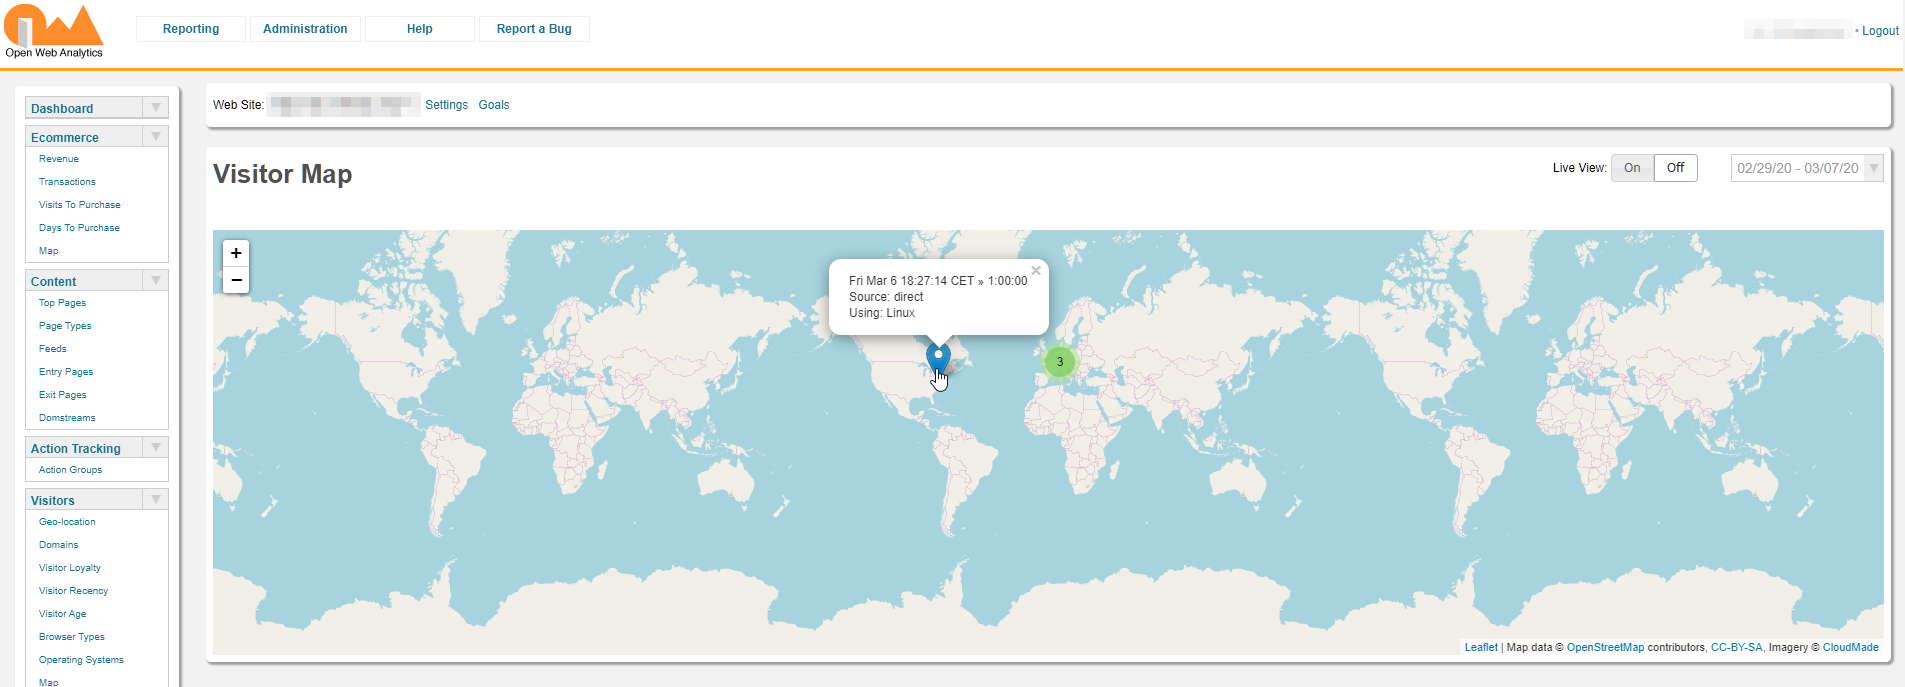 Open Web Analytics
Reporting
Administration
Help
Report a Bug
• Logout
Dashboard
Ecommerce
Revenue
Transactions
Visits To Purchase
Days To Purchase
Map
Content
Top Pages
Page Types
Feeds
Entry Pages
Exit Pages
Domstreams
Action Tracking
Action Groups
Visitors
Geo-location
Domains
Visitor Loyalty
Visitor Recency
Visitor Age
Browser Types
Operating Systems
Map
Web Site: Settings Goals
Visitor Map
Live View: On Off
02/29/20 - 03/07/20
+
−
Fri Mar 6 18:27:14 CET » 1:00:00
Source: direct
Using: Linux
×
3
Leaflet | Map data © OpenStreetMap contributors, CC-BY-SA, Imagery © CloudMade